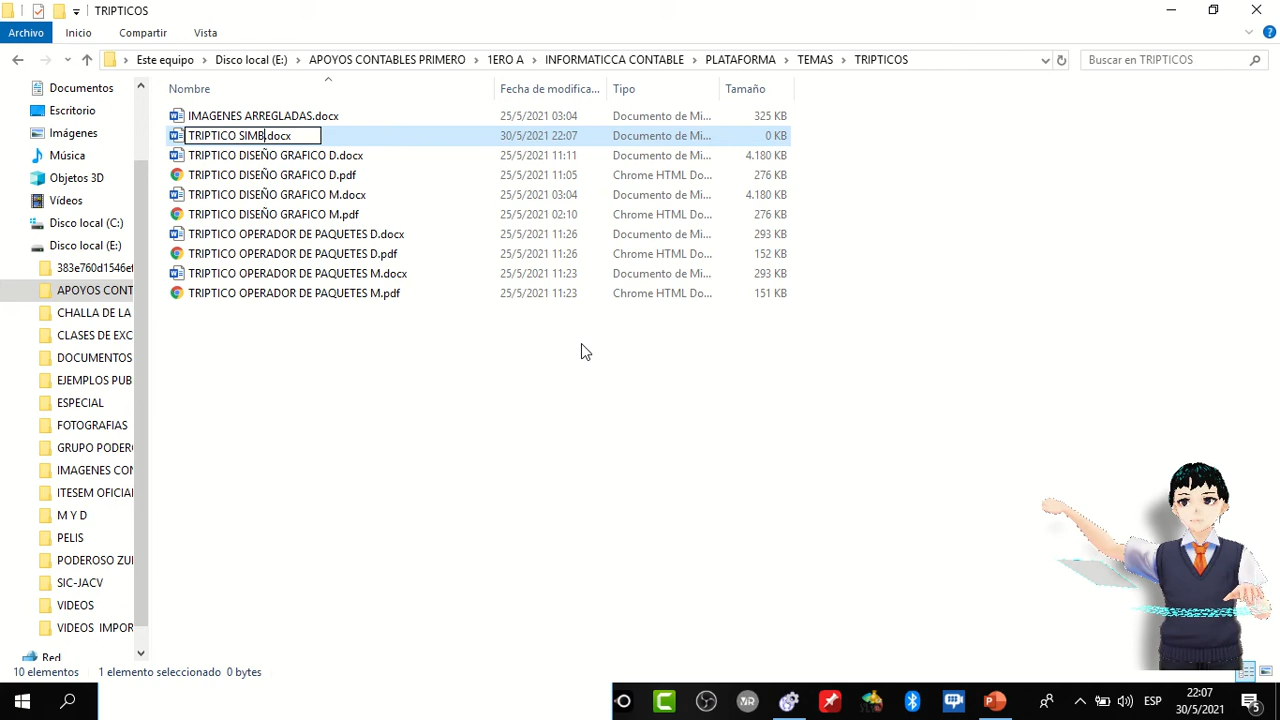 TRIPTICOS
Archivo Inicio Compartir Vista
Este equipo Disco local (E:) APOYOS CONTABLES PRIMERO 1ERO A INFORMATICCA CONTABLE PLATAFORMA TEMAS TRIPTICOS Buscar en TRIPTICOS
Nombre Fecha de modifica... Tipo Tamaño
IMAGENES ARREGLADAS.docx 25/5/2021 03:04 Documento de Mi... 325 KB
TRIPTICO SIMB.docx 30/5/2021 22:07 Documento de Mi... 0 KB
TRIPTICO DISEÑO GRAFICO D.docx 25/5/2021 11:11 Documento de Mi... 4.180 KB
TRIPTICO DISEÑO GRAFICO D.pdf 25/5/2021 11:05 Chrome HTML Do... 276 KB
TRIPTICO DISEÑO GRAFICO M.docx 25/5/2021 03:04 Documento de Mi... 4.180 KB
TRIPTICO DISEÑO GRAFICO M.pdf 25/5/2021 02:10 Chrome HTML Do... 276 KB
TRIPTICO OPERADOR DE PAQUETES D.docx 25/5/2021 11:26 Documento de Mi... 293 KB
TRIPTICO OPERADOR DE PAQUETES D.pdf 25/5/2021 11:26 Chrome HTML Do... 152 KB
TRIPTICO OPERADOR DE PAQUETES M.docx 25/5/2021 11:23 Documento de Mi... 293 KB
TRIPTICO OPERADOR DE PAQUETES M.pdf 25/5/2021 11:23 Chrome HTML Do... 151 KB
Documentos
Escritorio
Imágenes
Música
Objetos 3D
Vídeos
Disco local (C:)
Disco local (E:)
383e760d1546ef
APOYOS CONT
CHALLA DE LA
CLASES DE EXC
DOCUMENTOS
EJEMPLOS PUB
ESPECIAL
FOTOGRAFIAS
GRUPO PODER
IMAGENES CON
ITESEM OFICIA
M Y D
PELIS
PODEROSO ZU
SIC-JACV
VIDEOS
VIDEOS IMPOR
Red
10 elementos 1 elemento seleccionado 0 bytes
ESP 22:07
30/5/2021 5